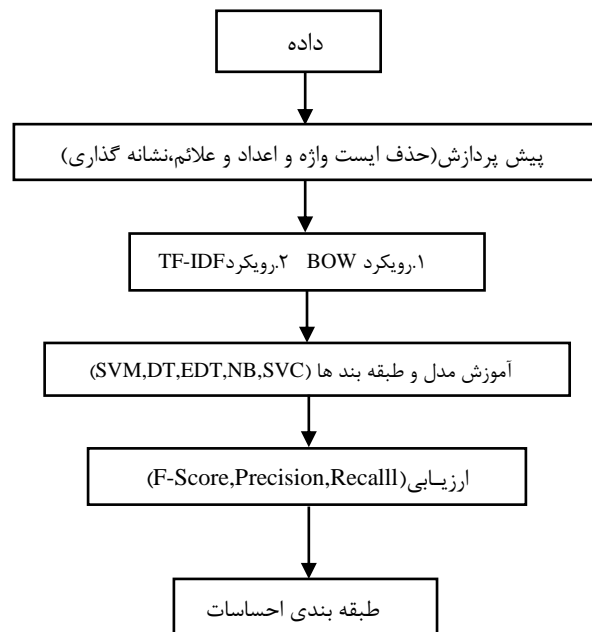 داده
پیش پردازش(حذف ایست واژه و اعداد و علائم،نشانه گذاری)
۱.رویکرد BOW ۲.رویکردTF-IDF
آموزش مدل و طبقه بند ها (SVM,DT,EDT,NB,SVC)
ارزیـابی(F-Score,Precision,Recalll)
طبقه بندی احساسات